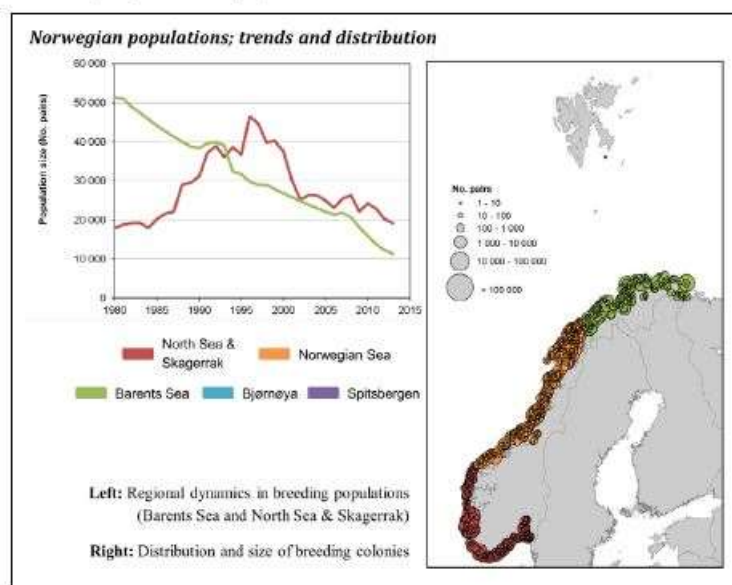 Norwegian populations; trends and distribution
Population size (No. pairs)
60 000
50 000
40 000
30 000
20 000
10 000
0
1980 1985 1990 1995 2000 2005 2010 2015
North Sea & Skagerrak
Norwegian Sea
Barents Sea
Bjørnøya
Spitsbergen
Left: Regional dynamics in breeding populations
(Barents Sea and North Sea & Skagerrak)
Right: Distribution and size of breeding colonies
No. pairs
1 - 10
10 - 100
100 - 1 000
1 000 - 10 000
10 000 - 100 000
> 100 000